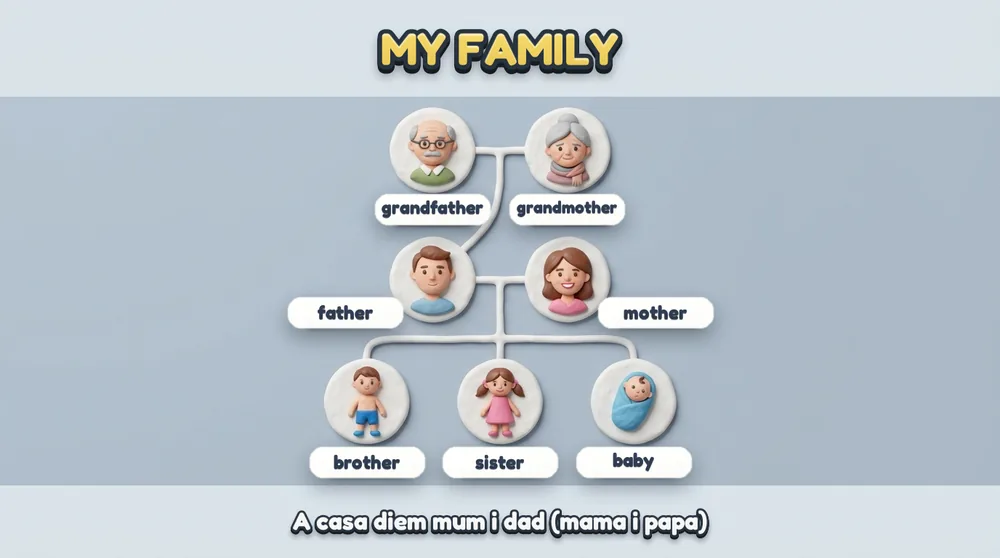 MY FAMILY
grandfather
grandmother
father
mother
brother
sister
baby
A casa diem mum i dad (mama i papa)